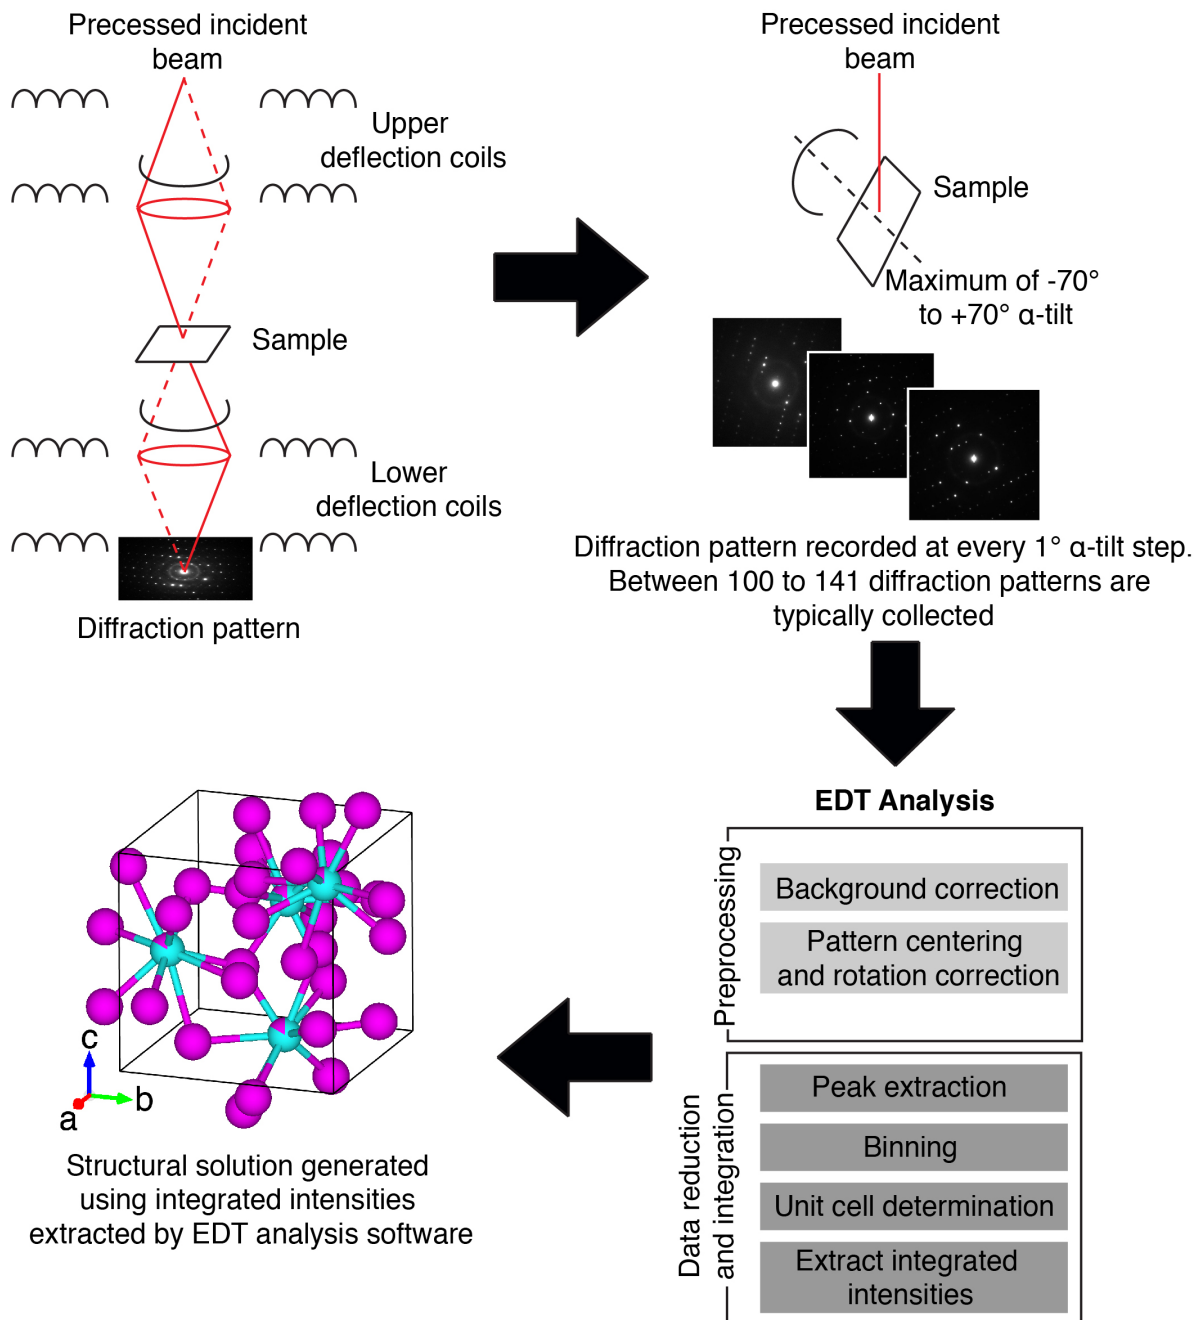 Precessed incident
beam
Upper
deflection coils
Sample
Lower
deflection coils
Diffraction pattern
Precessed incident
beam
Sample
Maximum of -70°
to +70° α-tilt
Diffraction pattern recorded at every 1° α-tilt step.
Between 100 to 141 diffraction patterns are
typically collected
EDT Analysis
Preprocessing
Background correction
Pattern centering
and rotation correction
Data reduction
and integration
Peak extraction
Binning
Unit cell determination
Extract integrated
intensities
c
b
a
Structural solution generated
using integrated intensities
extracted by EDT analysis software